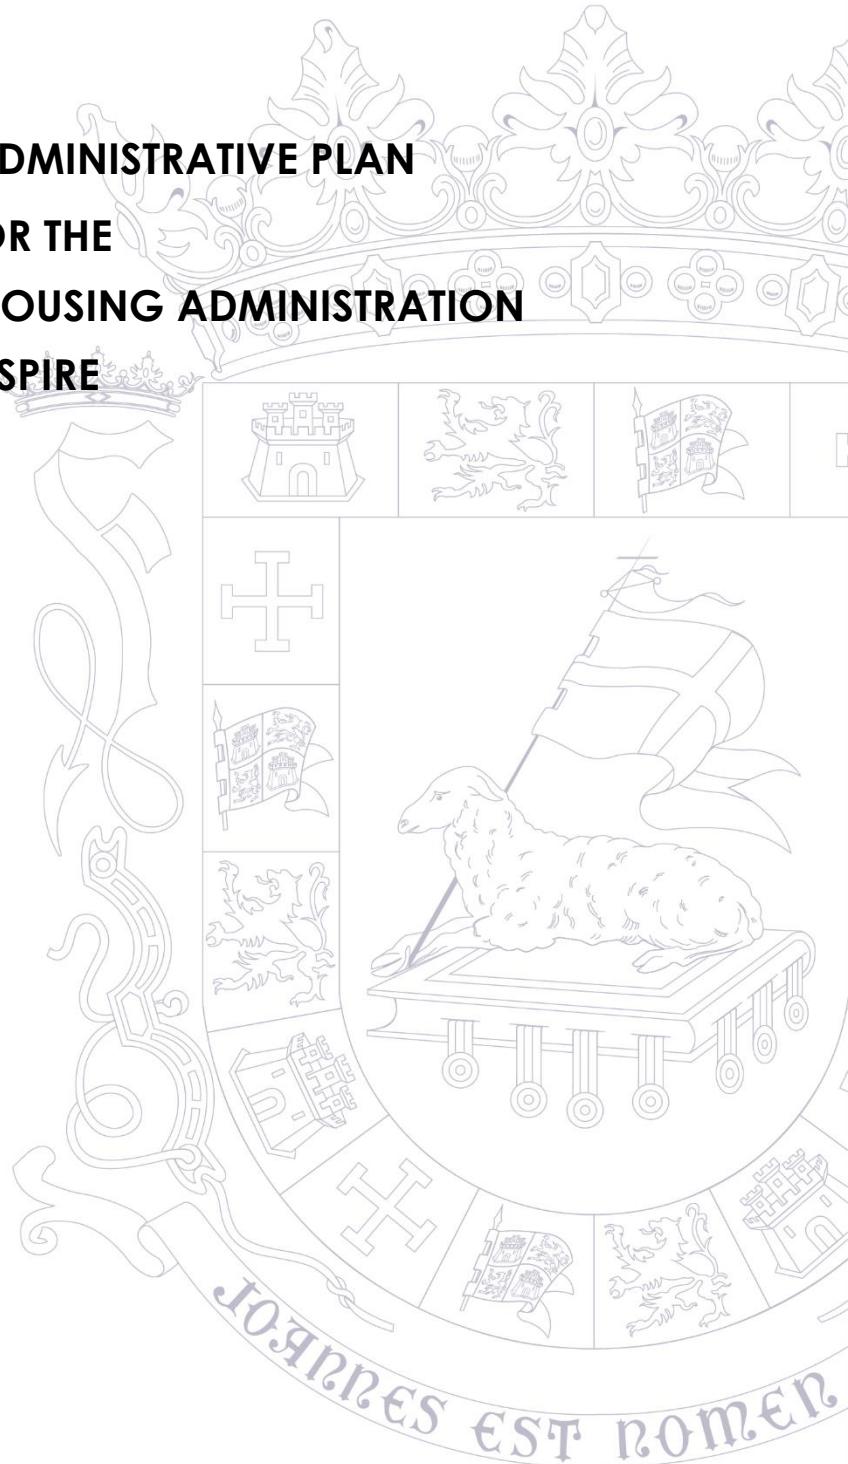 DMINISTRATIVE PLAN
OR THE
OUSING ADMINISTRATION
SPIRE
JOANNES EST NOMEN